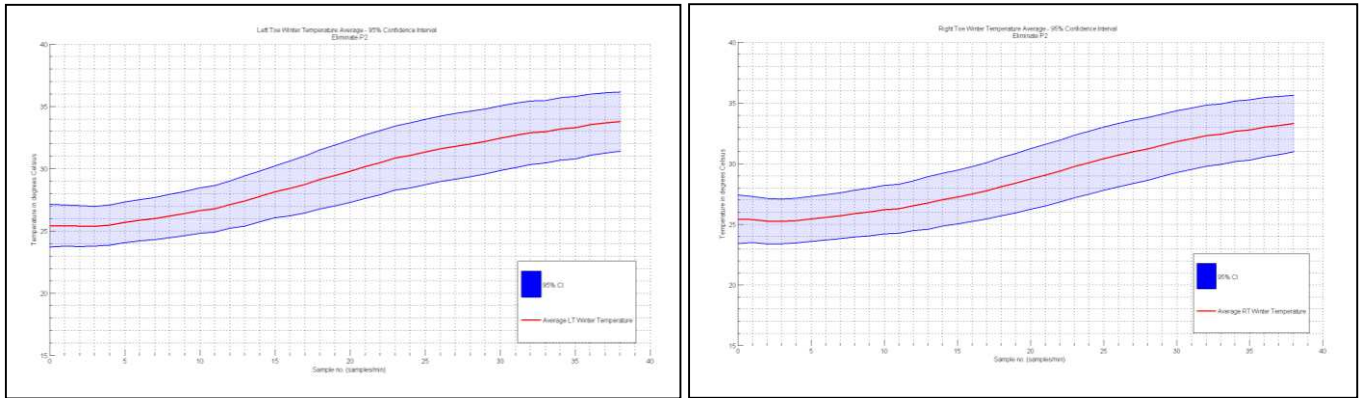 Left Toe Winter Temperature Average - 95% Confidence Interval
Eliminate P2
40
35
30
25
20
15
Temperature in degrees Celsius
0 5 10 15 20 25 30 35 40
Sample no. (samples/min)
95% CI
Average LT Winter Temperature
Right Toe Winter Temperature Average - 95% Confidence Interval
Eliminate P2
40
35
30
25
20
15
Temperature in degrees Celsius
0 5 10 15 20 25 30 35 40
Sample no. (samples/min)
95% CI
Average RT Winter Temperature